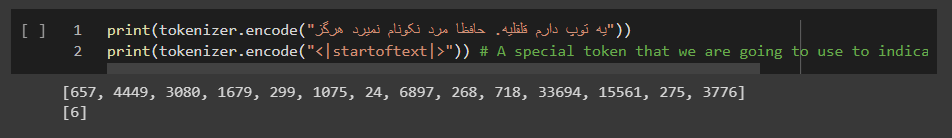 [ ] 1 print(tokenizer.encode("یه توپ دارم قلقلیه. حافظا مرد نکونام نمیرد هرگز"))
2 print(tokenizer.encode("<|startoftext|>")) # A special token that we are going to use to indica
[657, 4449, 3080, 1679, 299, 1075, 24, 6897, 268, 718, 33694, 15561, 275, 3776]
[6]